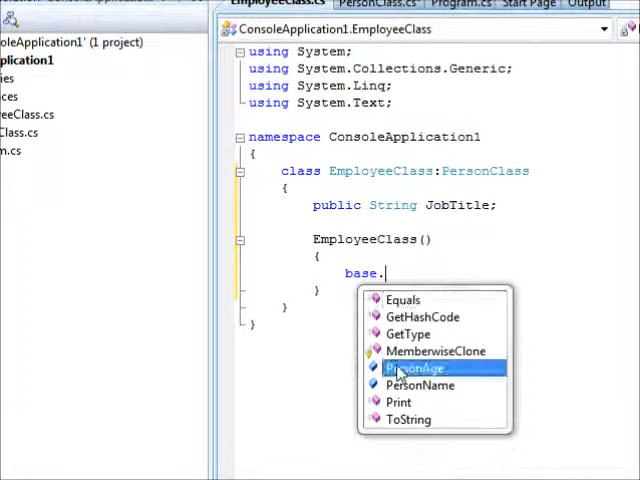 EmployeeClass.cs PersonClass.cs* Program.cs Start Page Output
oleApplication1' (1 project)
plication1
ies
ces
eeClass.cs
Class.cs
m.cs
ConsoleApplication1.EmployeeClass
using System;
using System.Collections.Generic;
using System.Linq;
using System.Text;
namespace ConsoleApplication1
{
class EmployeeClass:PersonClass
{
public String JobTitle;
EmployeeClass()
{
base.
}
}
}
Equals
GetHashCode
GetType
MemberwiseClone
PersonAge
PersonName
Print
ToString